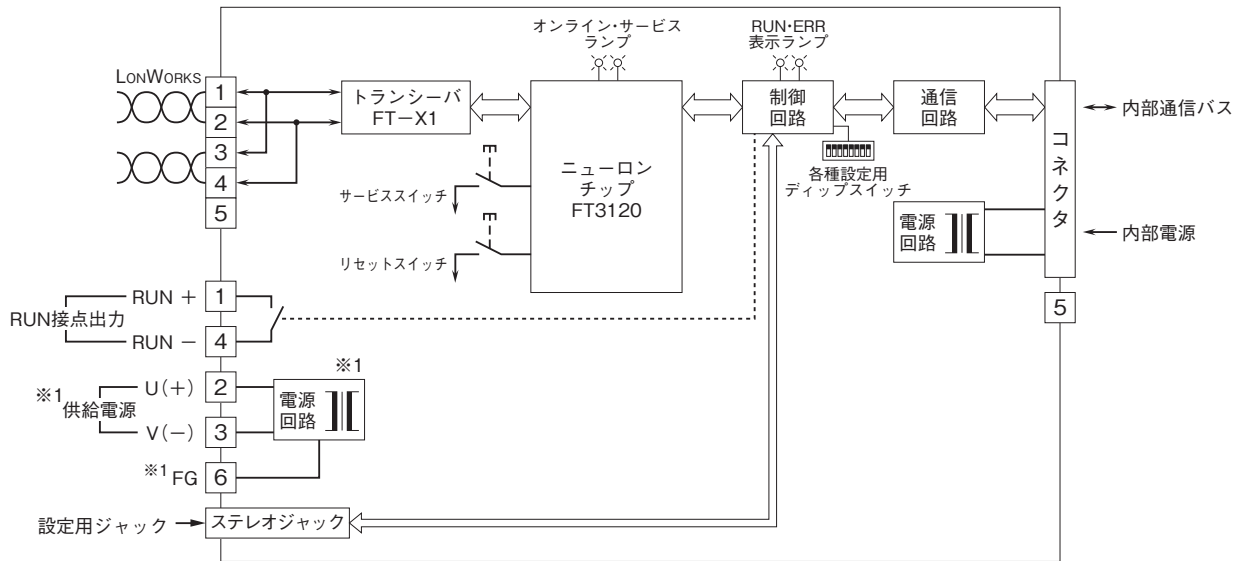 オンライン・サービス
ランプ
RUN・ERR
表示ランプ
LONWORKS
1
2
3
4
5
トランシーバ
FT－X1
ニューロン
チップ
FT3120
制御
回路
通信
回路
コネクタ
内部通信バス
各種設定用
ディップスイッチ
サービススイッチ
リセットスイッチ
電源
回路
内部電源
5
RUN接点出力
RUN ＋
1
RUN －
4
※1
供給電源
U(＋)
2
V(－)
3
※1
電源
回路
※1 FG
6
設定用ジャック
ステレオジャック